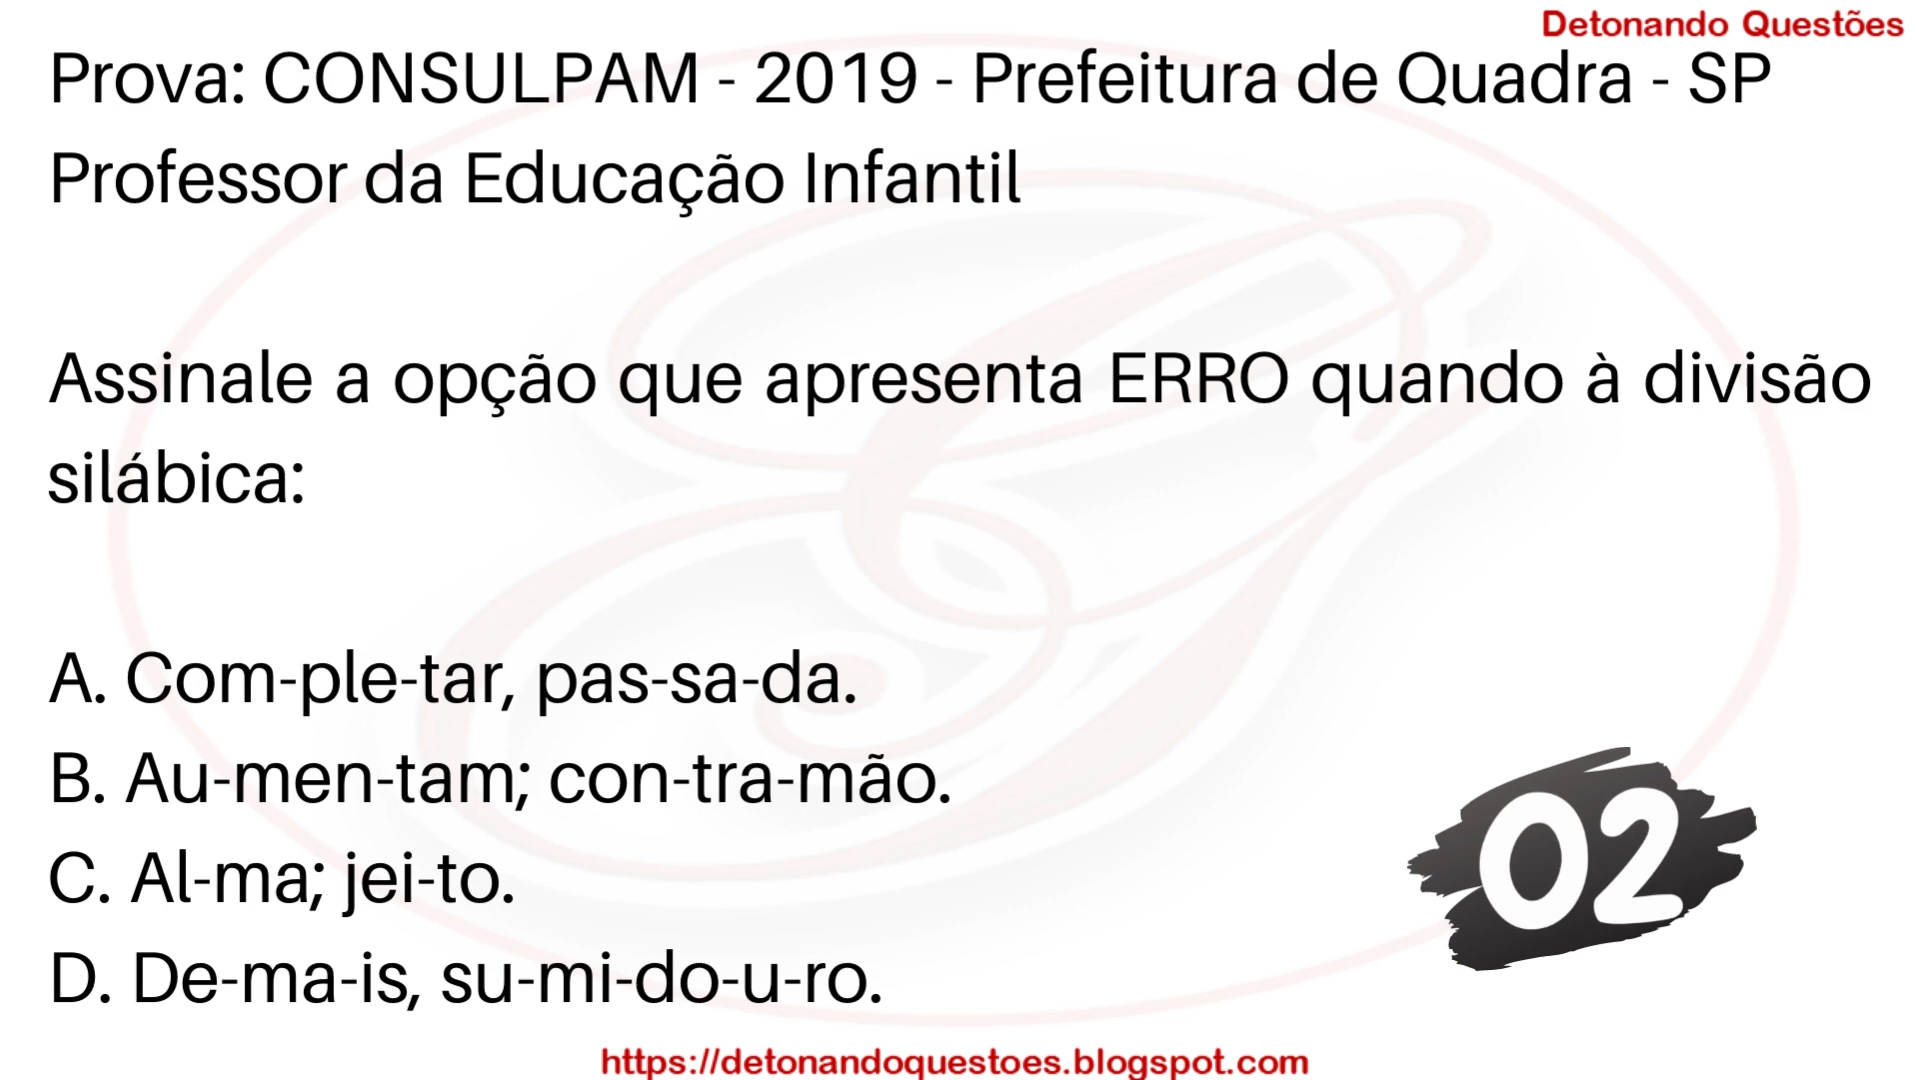 Detonando Questões
Prova: CONSULPAM - 2019 - Prefeitura de Quadra - SP
Professor da Educação Infantil
Assinale a opção que apresenta ERRO quando à divisão
silábica:
A. Com-ple-tar, pas-sa-da.
B. Au-men-tam; con-tra-mão.
C. Al-ma; jei-to.
D. De-ma-is, su-mi-do-u-ro.
02
https://detonandoquestoes.blogspot.com